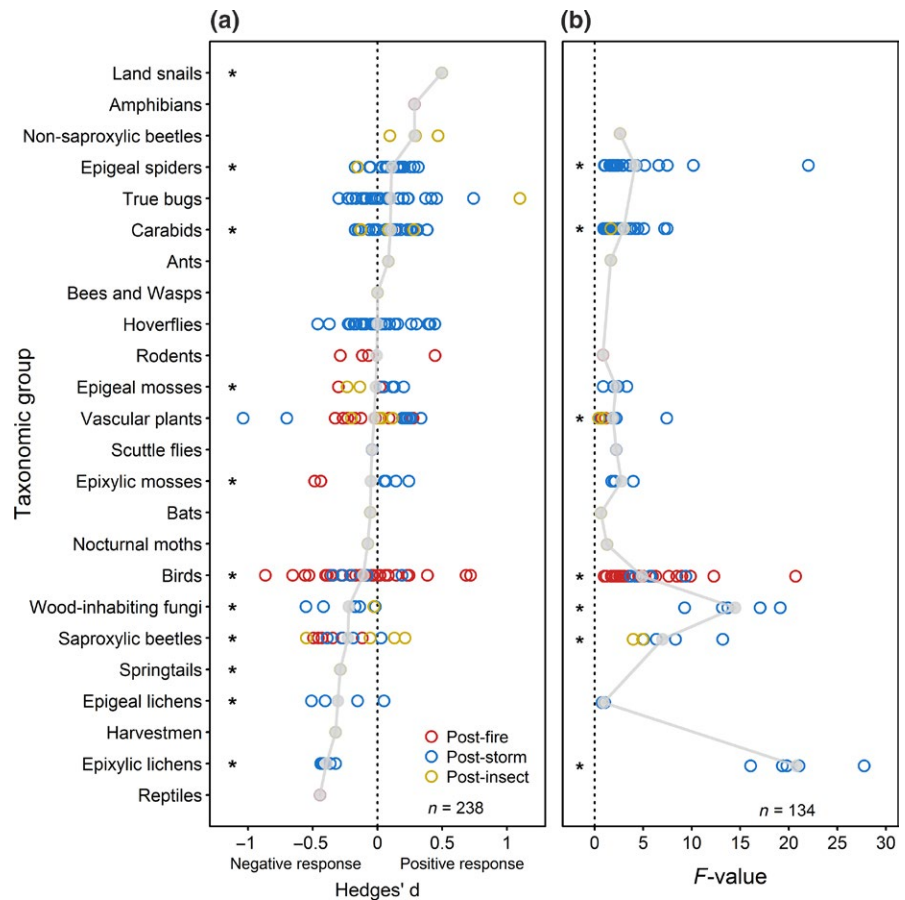 (a)
(b)
Taxonomic group
Land snails *
Amphibians
Non-saproxylic beetles
Epigeal spiders * *
True bugs
Carabids * *
Ants
Bees and Wasps
Hoverflies
Rodents
Epigeal mosses *
Vascular plants *
Scuttle flies
Epixylic mosses *
Bats
Nocturnal moths
Birds * *
Wood-inhabiting fungi * *
Saproxylic beetles * *
Springtails *
Epigeal lichens *
Harvestmen
Epixylic lichens * *
Reptiles
Post-fire
Post-storm
Post-insect
n = 238
n = 134
−1 −0.5 0 0.5 1
Negative response Positive response
Hedges' d
0 5 10 15 20 25 30
F-value